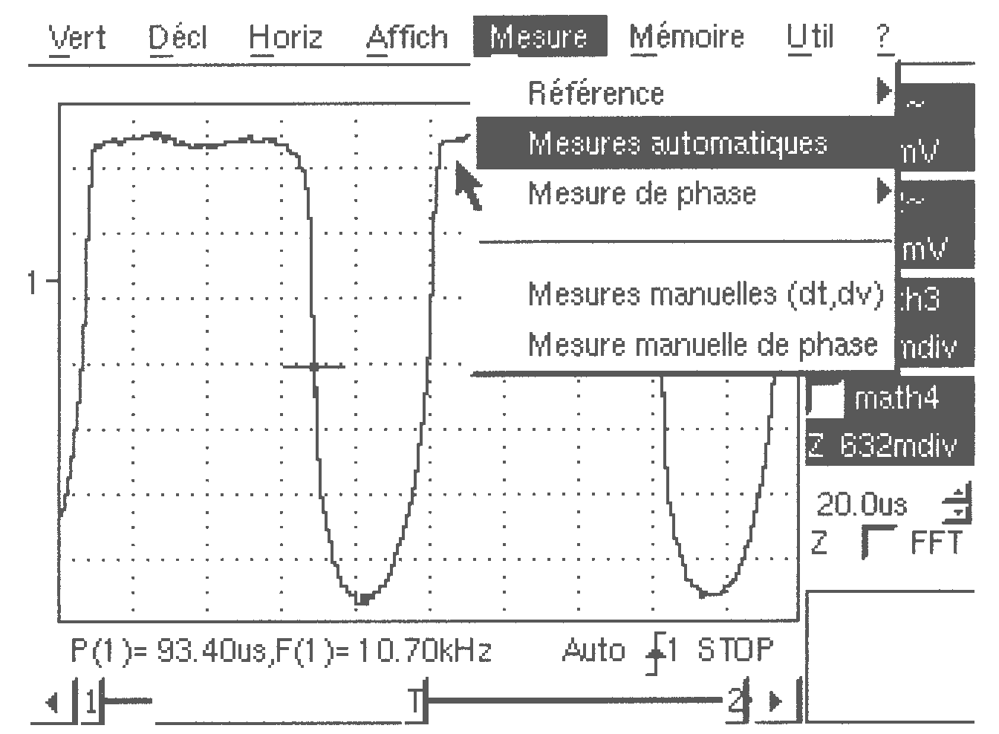 Vert Décl Horiz Affich Mesure Mémoire Util ?
Référence
~
Mesures automatiques
mV
Mesure de phase
~
mV
1
Mesures manuelles (dt,dv)
h3
Mesure manuelle de phase
mdiv
math4
Z 632mdiv
20.0us
Z FFT
P(1)= 93.40us,F(1)= 10.70kHz Auto 1 STOP
1 T 2